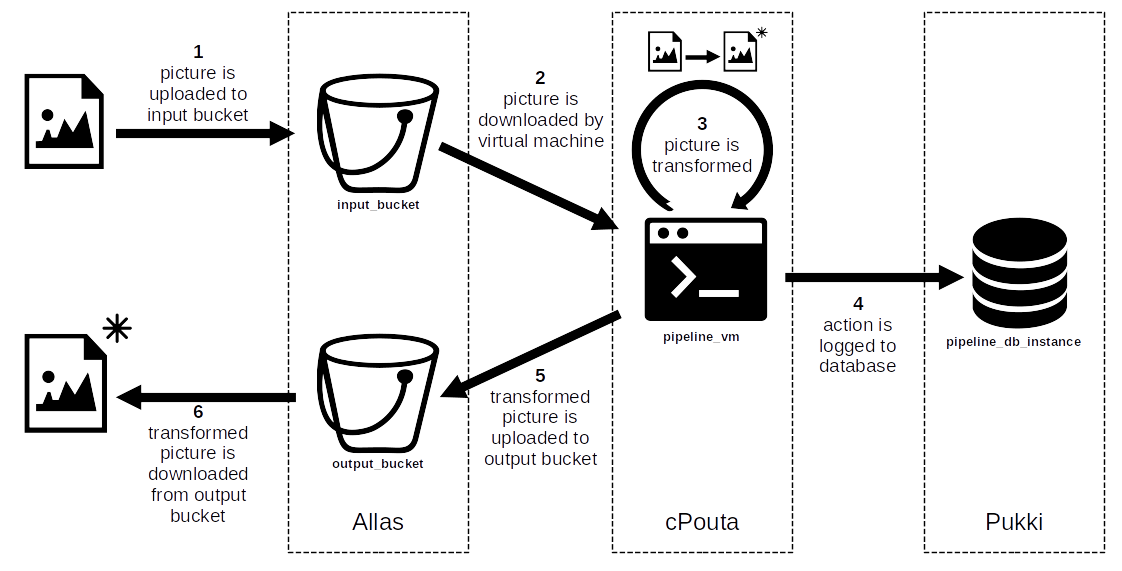 1
picture is
uploaded to
input bucket
input_bucket
2
picture is
downloaded by
virtual machine
3
picture is
transformed
pipeline_vm
4
action is
logged to
database
pipeline_db_instance
5
transformed
picture is
uploaded to
output bucket
output_bucket
6
transformed
picture is
downloaded
from output
bucket
Allas
cPouta
Pukki